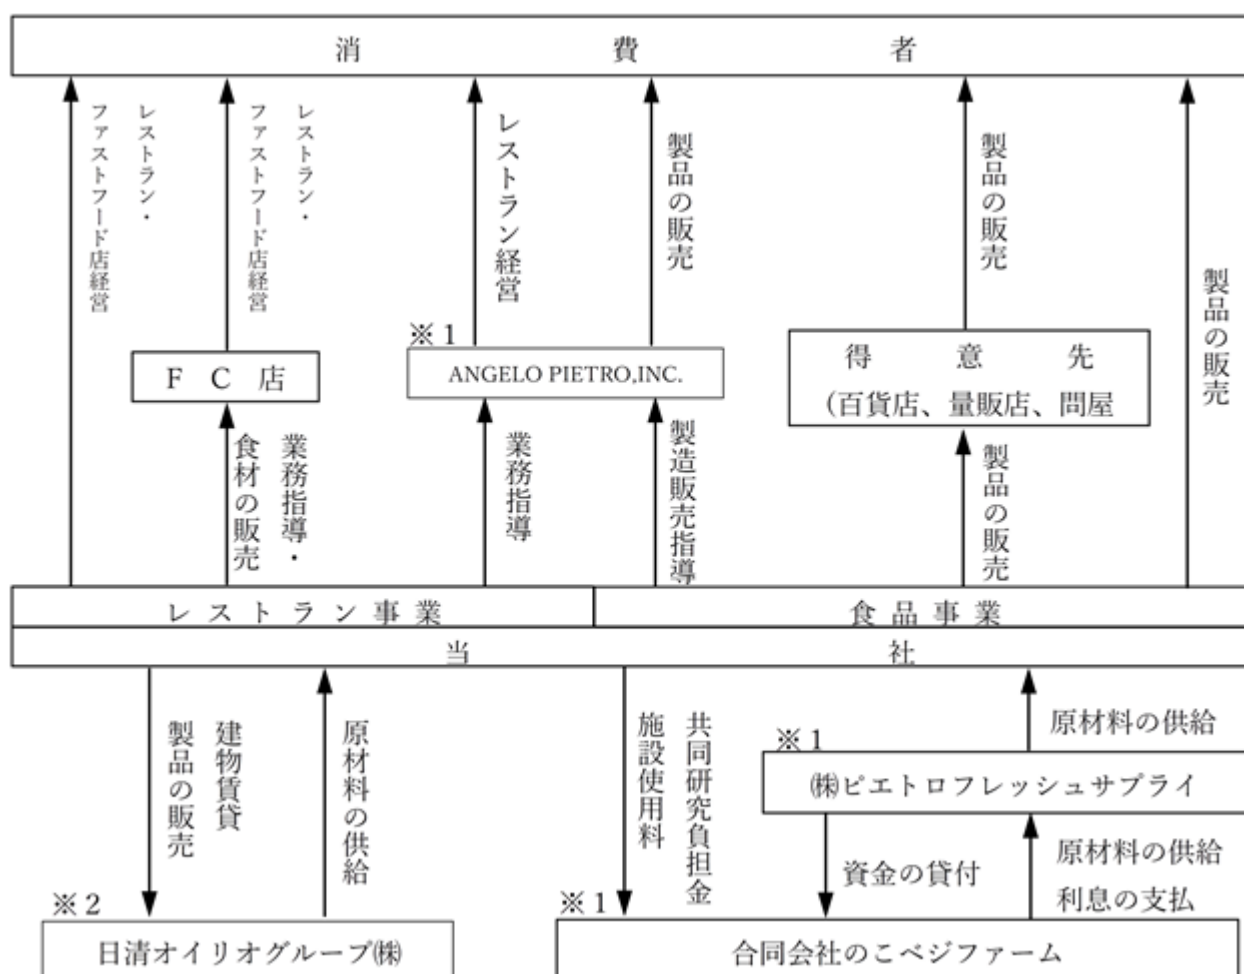 消費者
レストラン・
ファストフード店経営
レストラン・
ファストフード店経営
レストラン経営
製品の販売
製品の販売
製品の販売
FC店
※1
ANGELO PIETRO,INC.
得意先
(百貨店、量販店、問屋
業務指導・
食材の販売
業務指導
製造販売指導
製品の販売
レストラン事業
食品事業
当社
建物賃貸
製品の販売
原材料の供給
共同研究負担金
施設使用料
原材料の供給
※1
㈱ピエトロフレッシュサプライ
資金の貸付
原材料の供給
利息の支払
※2
日清オイリオグループ㈱
※1
合同会社のこベジファーム